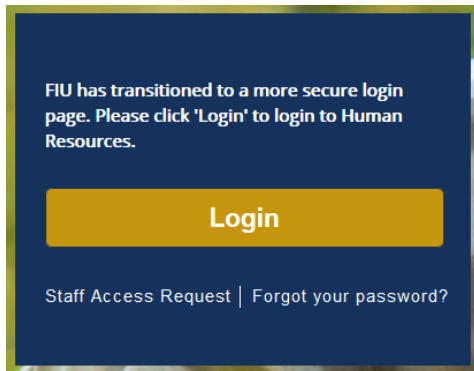 FIU has transitioned to a more secure login
page. Please click 'Login' to login to Human
Resources.
Login
Staff Access Request | Forgot your password?